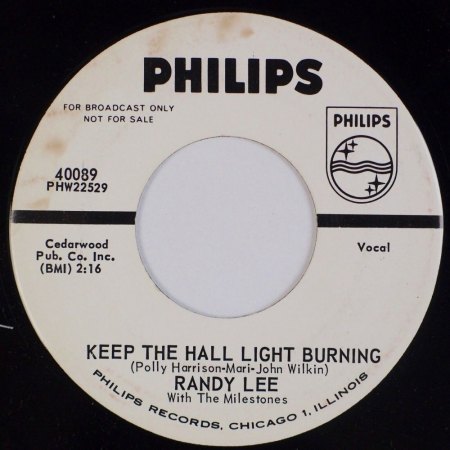 PHILIPS
FOR BROADCAST ONLY
NOT FOR SALE
PHILIPS
40089
PHW22529
Cedarwood
Pub. Co. Inc.
(BMI) 2:16
Vocal
KEEP THE HALL LIGHT BURNING
(Polly Harrison-Mari-John Wilkin)
RANDY LEE
With The Milestones
PHILIPS RECORDS, CHICAGO 1, ILLINOIS